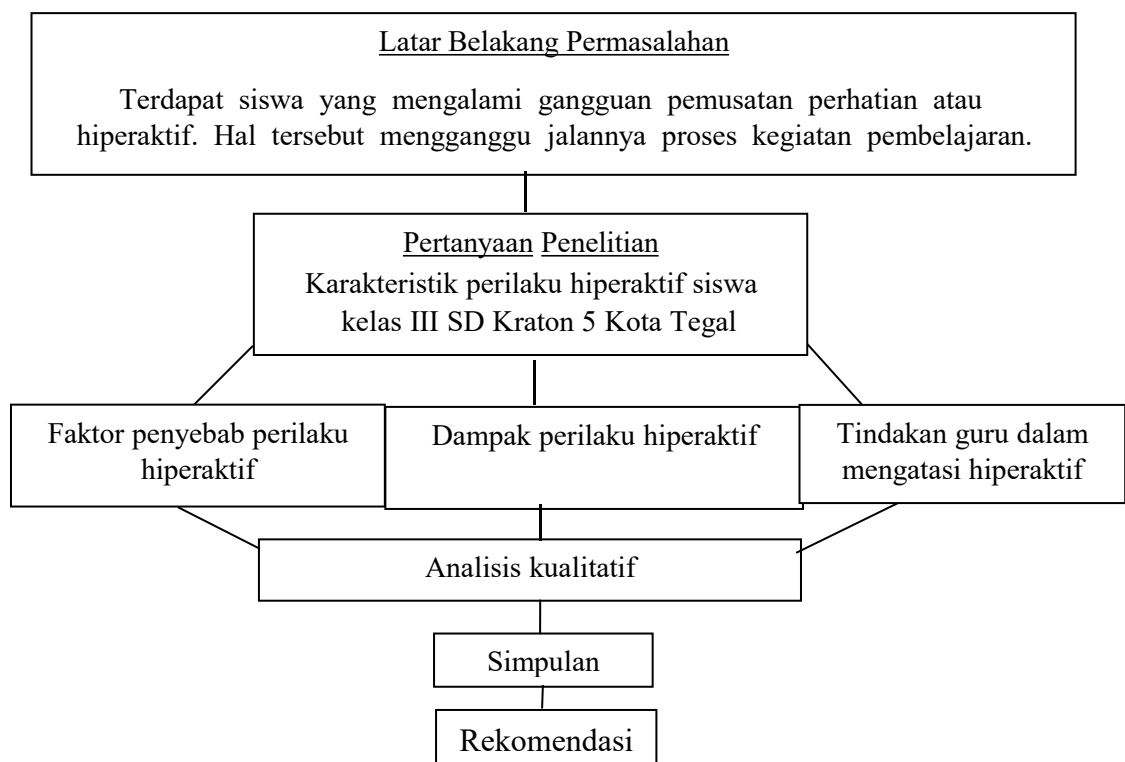 Latar Belakang Permasalahan
Terdapat siswa yang mengalami gangguan pemusatan perhatian atau
hiperaktif. Hal tersebut mengganggu jalannya proses kegiatan pembelajaran.
Pertanyaan Penelitian
Karakteristik perilaku hiperaktif siswa
kelas III SD Kraton 5 Kota Tegal
Faktor penyebab perilaku
hiperaktif
Dampak perilaku hiperaktif
Tindakan guru dalam
mengatasi hiperaktif
Analisis kualitatif
Simpulan
Rekomendasi